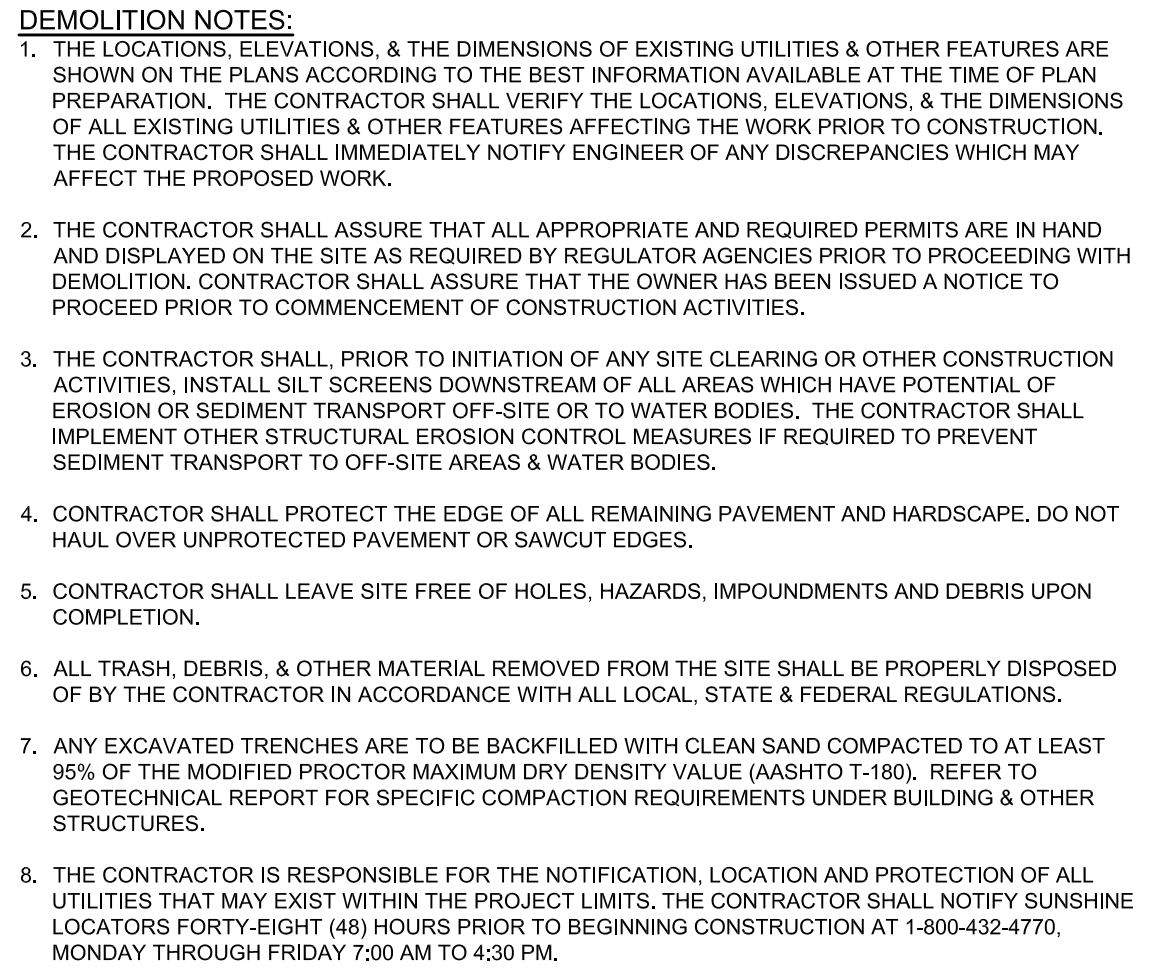 DEMOLITION NOTES:
1. THE LOCATIONS, ELEVATIONS, & THE DIMENSIONS OF EXISTING UTILITIES & OTHER FEATURES ARE
SHOWN ON THE PLANS ACCORDING TO THE BEST INFORMATION AVAILABLE AT THE TIME OF PLAN
PREPARATION. THE CONTRACTOR SHALL VERIFY THE LOCATIONS, ELEVATIONS, & THE DIMENSIONS
OF ALL EXISTING UTILITIES & OTHER FEATURES AFFECTING THE WORK PRIOR TO CONSTRUCTION.
THE CONTRACTOR SHALL IMMEDIATELY NOTIFY ENGINEER OF ANY DISCREPANCIES WHICH MAY
AFFECT THE PROPOSED WORK.
2. THE CONTRACTOR SHALL ASSURE THAT ALL APPROPRIATE AND REQUIRED PERMITS ARE IN HAND
AND DISPLAYED ON THE SITE AS REQUIRED BY REGULATOR AGENCIES PRIOR TO PROCEEDING WITH
DEMOLITION. CONTRACTOR SHALL ASSURE THAT THE OWNER HAS BEEN ISSUED A NOTICE TO
PROCEED PRIOR TO COMMENCEMENT OF CONSTRUCTION ACTIVITIES.
3. THE CONTRACTOR SHALL, PRIOR TO INITIATION OF ANY SITE CLEARING OR OTHER CONSTRUCTION
ACTIVITIES, INSTALL SILT SCREENS DOWNSTREAM OF ALL AREAS WHICH HAVE POTENTIAL OF
EROSION OR SEDIMENT TRANSPORT OFF-SITE OR TO WATER BODIES. THE CONTRACTOR SHALL
IMPLEMENT OTHER STRUCTURAL EROSION CONTROL MEASURES IF REQUIRED TO PREVENT
SEDIMENT TRANSPORT TO OFF-SITE AREAS & WATER BODIES.
4. CONTRACTOR SHALL PROTECT THE EDGE OF ALL REMAINING PAVEMENT AND HARDSCAPE. DO NOT
HAUL OVER UNPROTECTED PAVEMENT OR SAWCUT EDGES.
5. CONTRACTOR SHALL LEAVE SITE FREE OF HOLES, HAZARDS, IMPOUNDMENTS AND DEBRIS UPON
COMPLETION.
6. ALL TRASH, DEBRIS, & OTHER MATERIAL REMOVED FROM THE SITE SHALL BE PROPERLY DISPOSED
OF BY THE CONTRACTOR IN ACCORDANCE WITH ALL LOCAL, STATE & FEDERAL REGULATIONS.
7. ANY EXCAVATED TRENCHES ARE TO BE BACKFILLED WITH CLEAN SAND COMPACTED TO AT LEAST
95% OF THE MODIFIED PROCTOR MAXIMUM DRY DENSITY VALUE (AASHTO T-180). REFER TO
GEOTECHNICAL REPORT FOR SPECIFIC COMPACTION REQUIREMENTS UNDER BUILDING & OTHER
STRUCTURES.
8. THE CONTRACTOR IS RESPONSIBLE FOR THE NOTIFICATION, LOCATION AND PROTECTION OF ALL
UTILITIES THAT MAY EXIST WITHIN THE PROJECT LIMITS. THE CONTRACTOR SHALL NOTIFY SUNSHINE
LOCATORS FORTY-EIGHT (48) HOURS PRIOR TO BEGINNING CONSTRUCTION AT 1-800-432-4770,
MONDAY THROUGH FRIDAY 7:00 AM TO 4:30 PM.